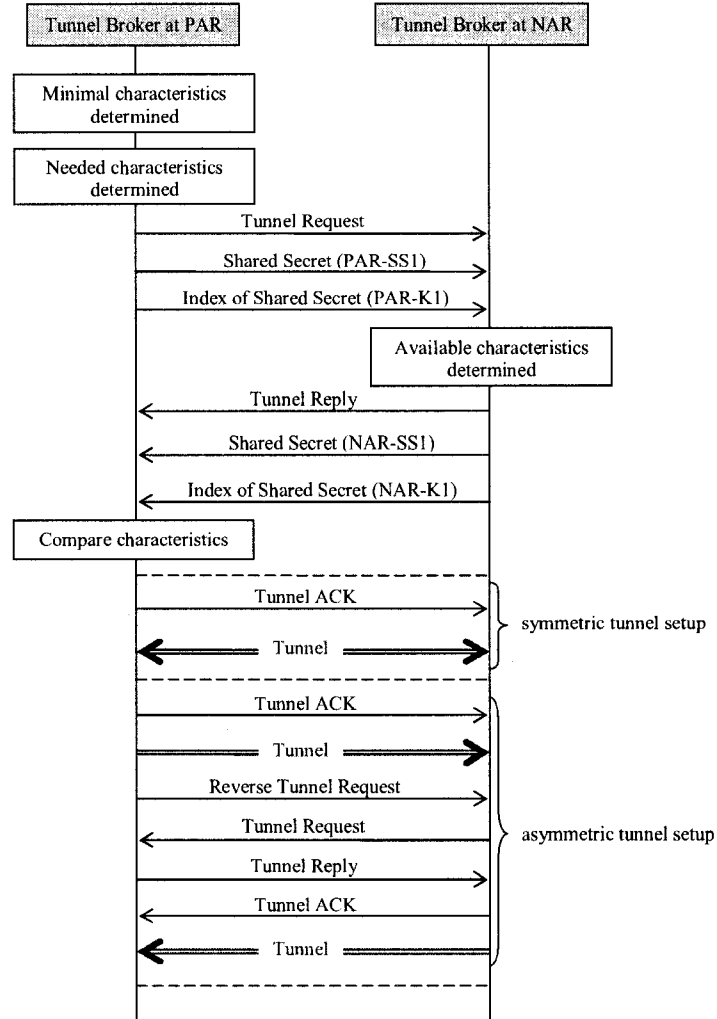 Tunnel Broker at PAR
Tunnel Broker at NAR
Minimal characteristics
determined
Needed characteristics
determined
Tunnel Request
Shared Secret (PAR-SS1)
Index of Shared Secret (PAR-K1)
Available characteristics
determined
Tunnel Reply
Shared Secret (NAR-SS1)
Index of Shared Secret (NAR-K1)
Compare characteristics
Tunnel ACK
symmetric tunnel setup
Tunnel
Tunnel ACK
Tunnel
Reverse Tunnel Request
Tunnel Request
asymmetric tunnel setup
Tunnel Reply
Tunnel ACK
Tunnel